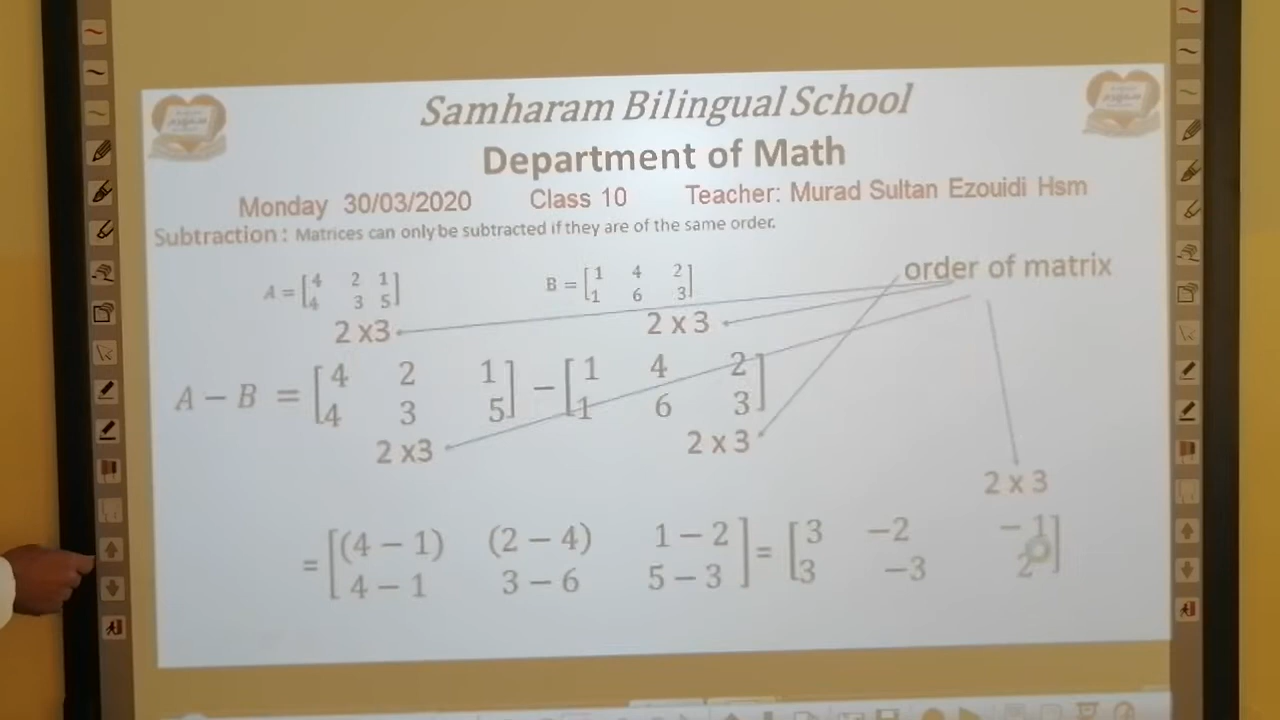 Samharam Bilingual School
Department of Math
Monday 30/03/2020 Class 10 Teacher: Murad Sultan Ezouidi Hsm
Subtraction : Matrices can only be subtracted if they are of the same order.
order of matrix
A = [4 2 1
4 3 5]
B = [1 4 2
1 6 3]
2 x3
2 x 3
A − B = [4 2 1
4 3 5] − [1 4 2
1 6 3]
2 x3
2 x 3
2 x 3
= [(4 − 1) (2 − 4) 1 − 2
4 − 1 3 − 6 5 − 3] = [3 −2 −1
3 −3 2]